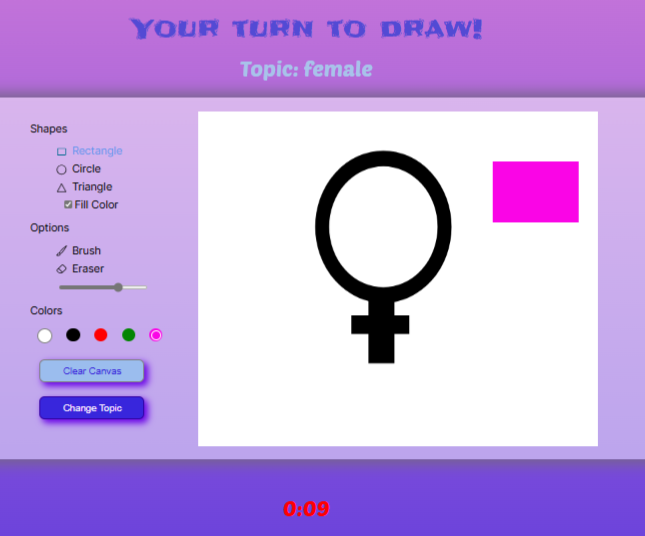 Your turn to draw!
Topic: female
Shapes
Rectangle
Circle
Triangle
Fill Color
Options
Brush
Eraser
Colors
Clear Canvas
Change Topic
0:09